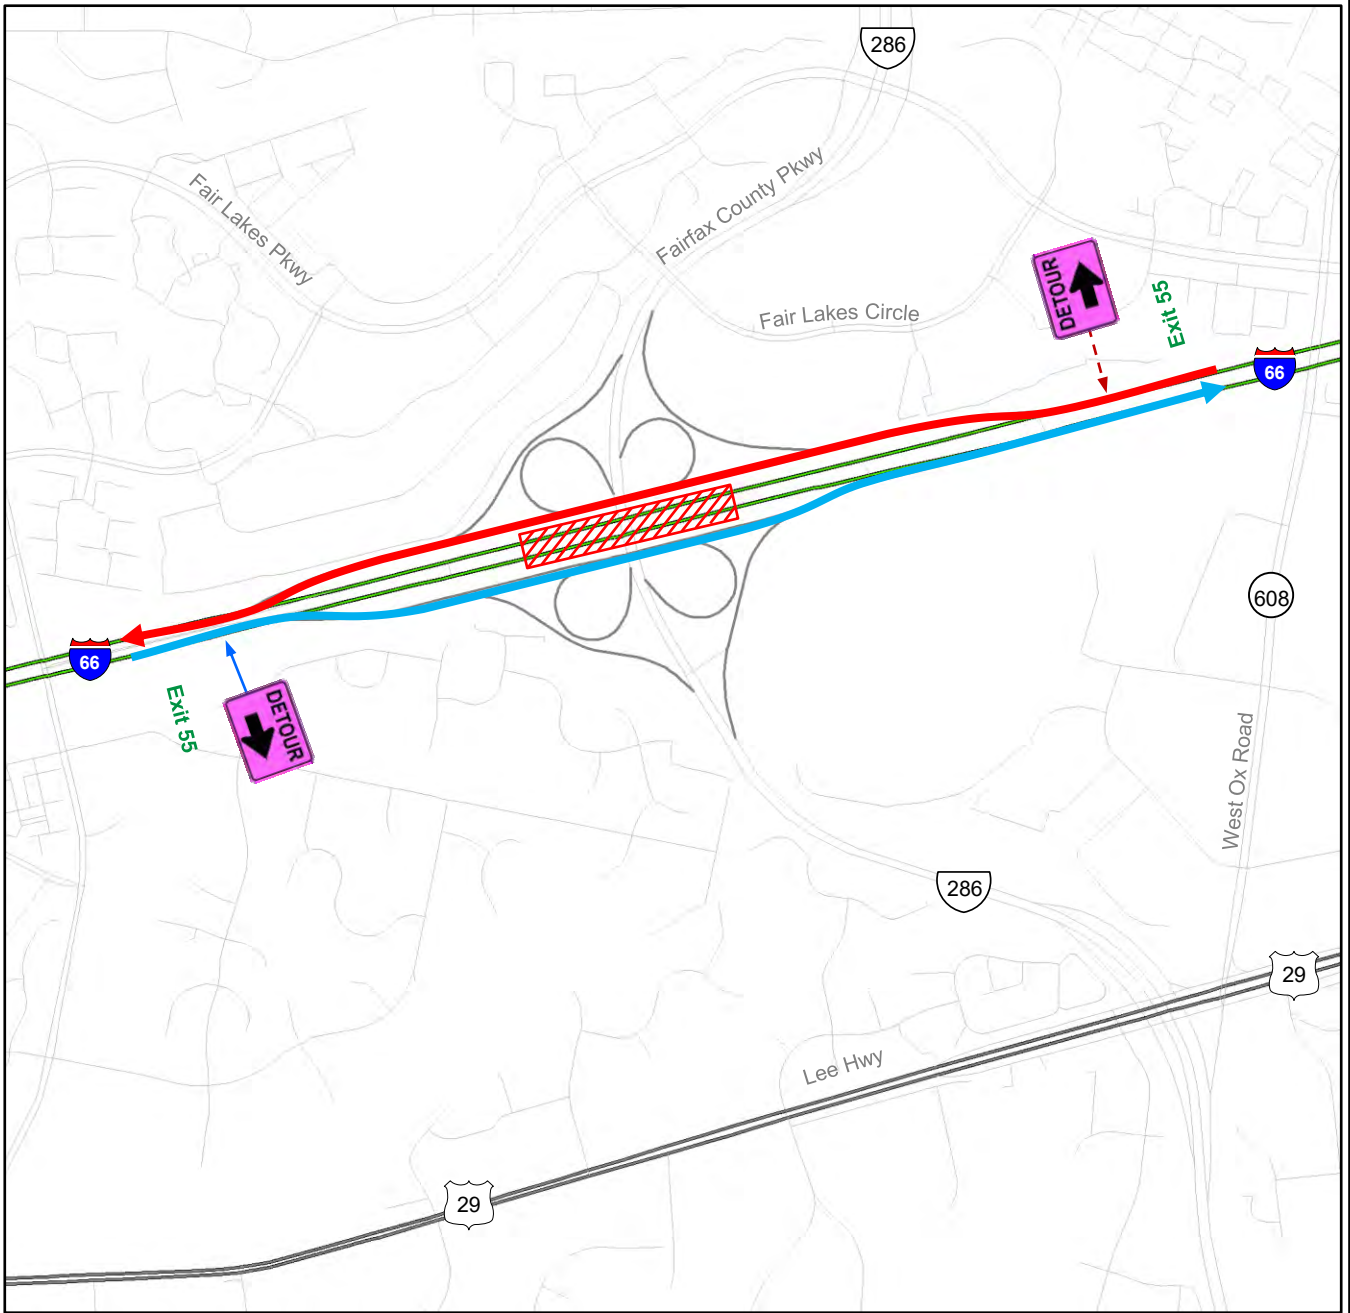 286
Fair Lakes Pkwy
Fairfax County Pkwy
DETOUR
Exit 55
Fair Lakes Circle
66
608
66
Exit 55
DETOUR
West Ox Road
286
29
Lee Hwy
29